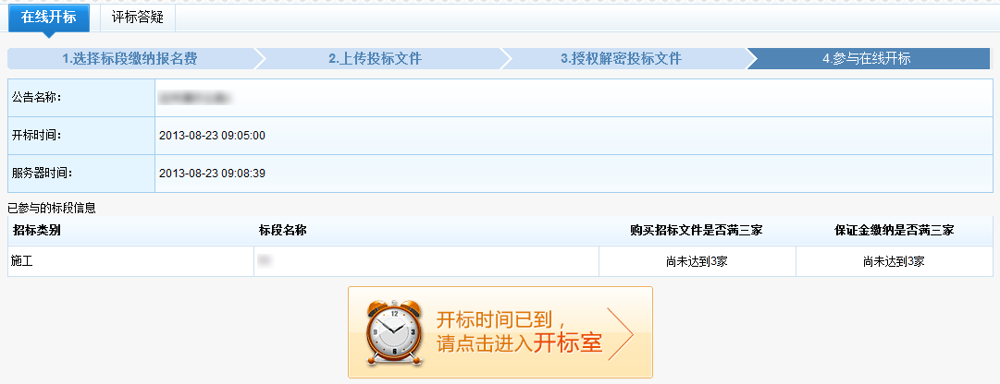 在线开标 评标答疑
1.选择标段缴纳报名费 2.上传投标文件 3.授权解密投标文件 4.参与在线开标
公告名称：
开标时间： 2013-08-23 09:05:00
服务器时间： 2013-08-23 09:08:39
已参与的标段信息
招标类别 标段名称 购买招标文件是否满三家 保证金缴纳是否满三家
施工 尚未达到3家 尚未达到3家
开标时间已到，
请点击进入开标室